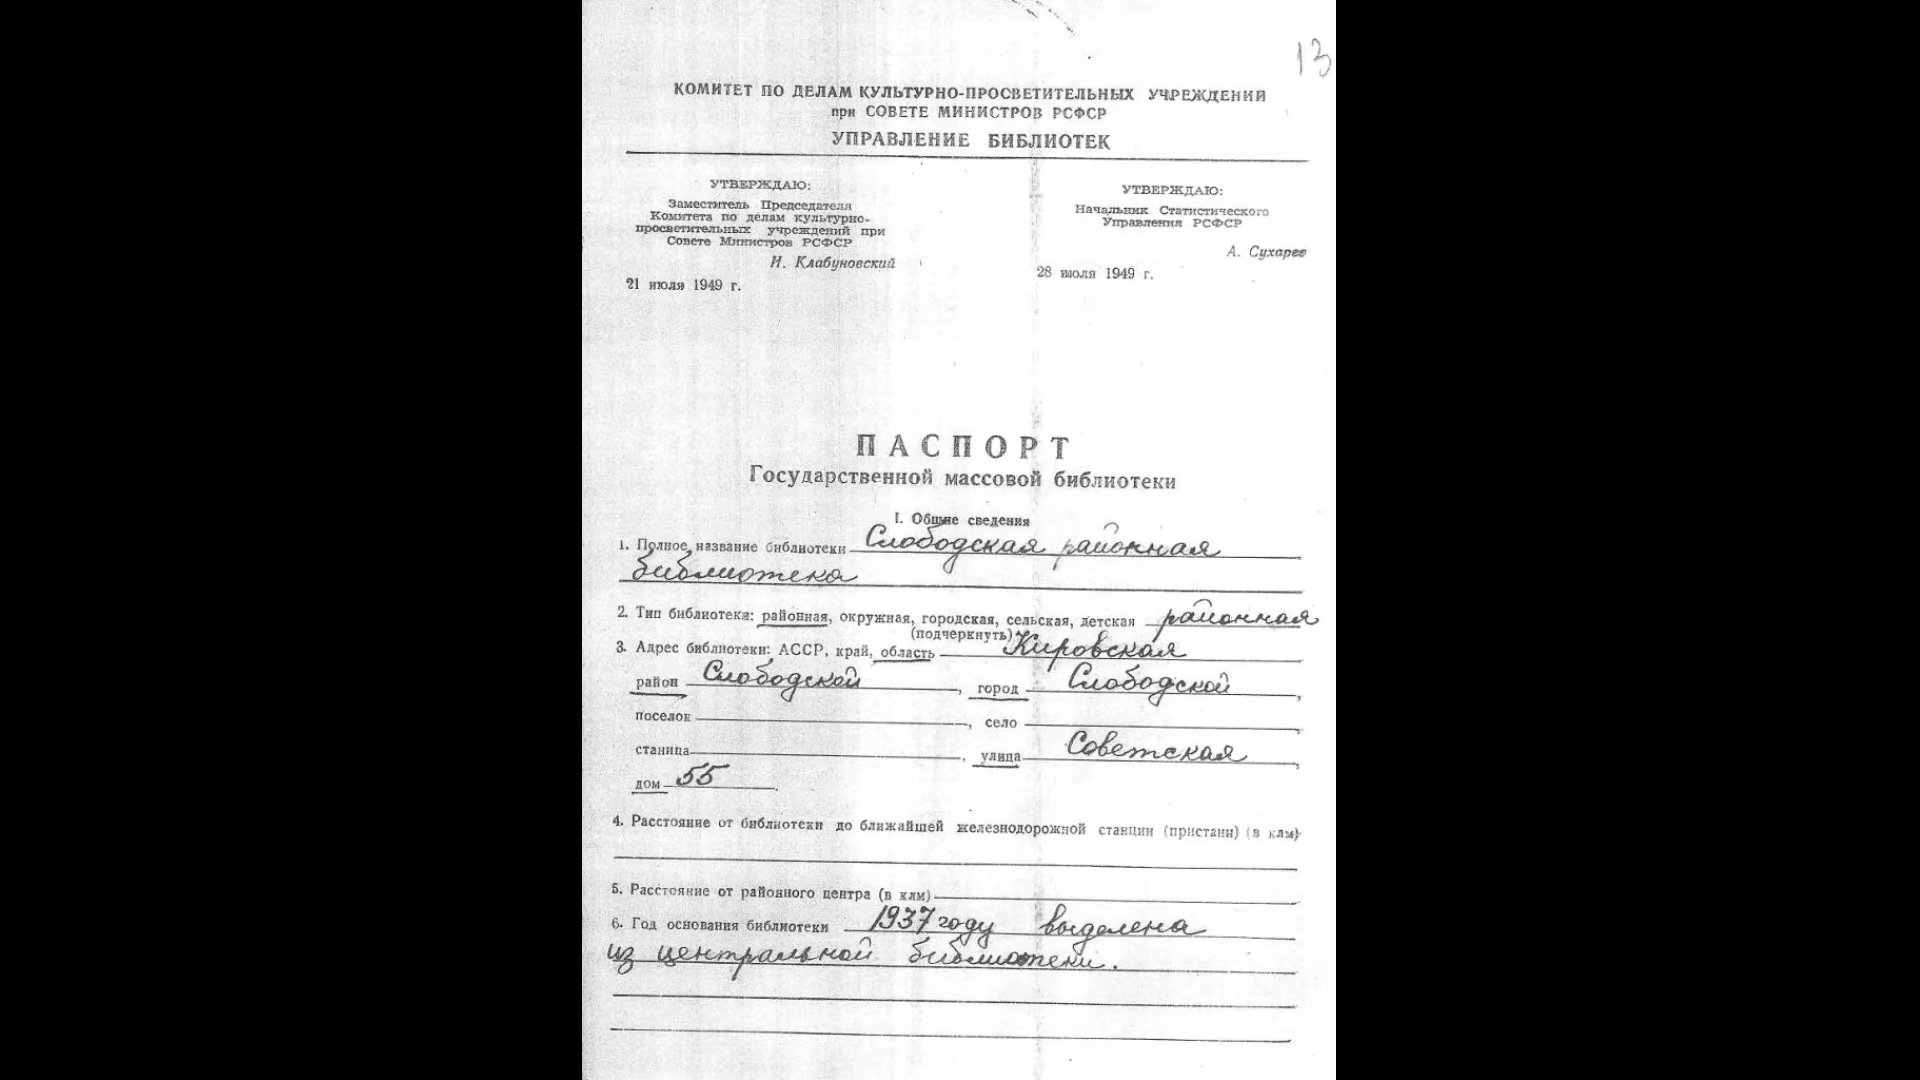 13
КОМИТЕТ ПО ДЕЛАМ КУЛЬТУРНО-ПРОСВЕТИТЕЛЬНЫХ УЧРЕЖДЕНИЙ
при СОВЕТЕ МИНИСТРОВ РСФСР
УПРАВЛЕНИЕ БИБЛИОТЕК
УТВЕРЖДАЮ:
Заместитель Председателя
Комитета по делам культурно-
просветительных учреждений при
Совете Министров РСФСР
И. Клабуновский
21 июля 1949 г.
УТВЕРЖДАЮ:
Начальник Статистического
Управления РСФСР
А. Сухарев
28 июля 1949 г.
ПАСПОРТ
Государственной массовой библиотеки
I. Общие сведения
1. Полное название библиотеки Слободская районная
библиотека
2. Тип библиотеки: районная, окружная, городская, сельская, детская районная
(подчеркнуть)
3. Адрес библиотеки: АССР, край, область Кировская
район Слободской, город Слободской,
поселок , село ,
станица , улица Советская,
дом 55.
4. Расстояние от библиотеки до ближайшей железнодорожной станции (пристани) (в клм)
5. Расстояние от районного центра (в клм)
6. Год основания библиотеки 1937 году выделена
из центральной библиотеки.